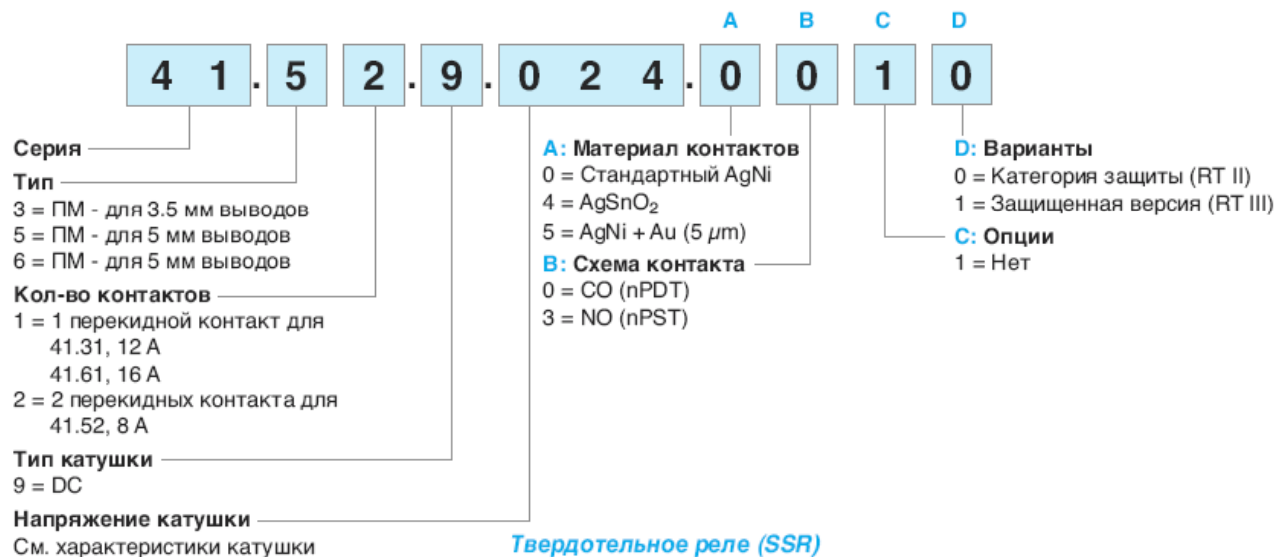 A B C D
4 1 . 5 2 . 9 . 0 2 4 . 0 0 1 0
Серия
Тип
3 = ПМ - для 3.5 мм выводов
5 = ПМ - для 5 мм выводов
6 = ПМ - для 5 мм выводов
Кол-во контактов
1 = 1 перекидной контакт для
41.31, 12 A
41.61, 16 A
2 = 2 перекидных контакта для
41.52, 8 A
Тип катушки
9 = DC
Напряжение катушки
См. характеристики катушки
A: Материал контактов
0 = Стандартный AgNi
4 = AgSnO₂
5 = AgNi + Au (5 µm)
B: Схема контакта
0 = CO (nPDT)
3 = NO (nPST)
D: Варианты
0 = Категория защиты (RT II)
1 = Защищенная версия (RT III)
C: Опции
1 = Нет
Твердотельное реле (SSR)